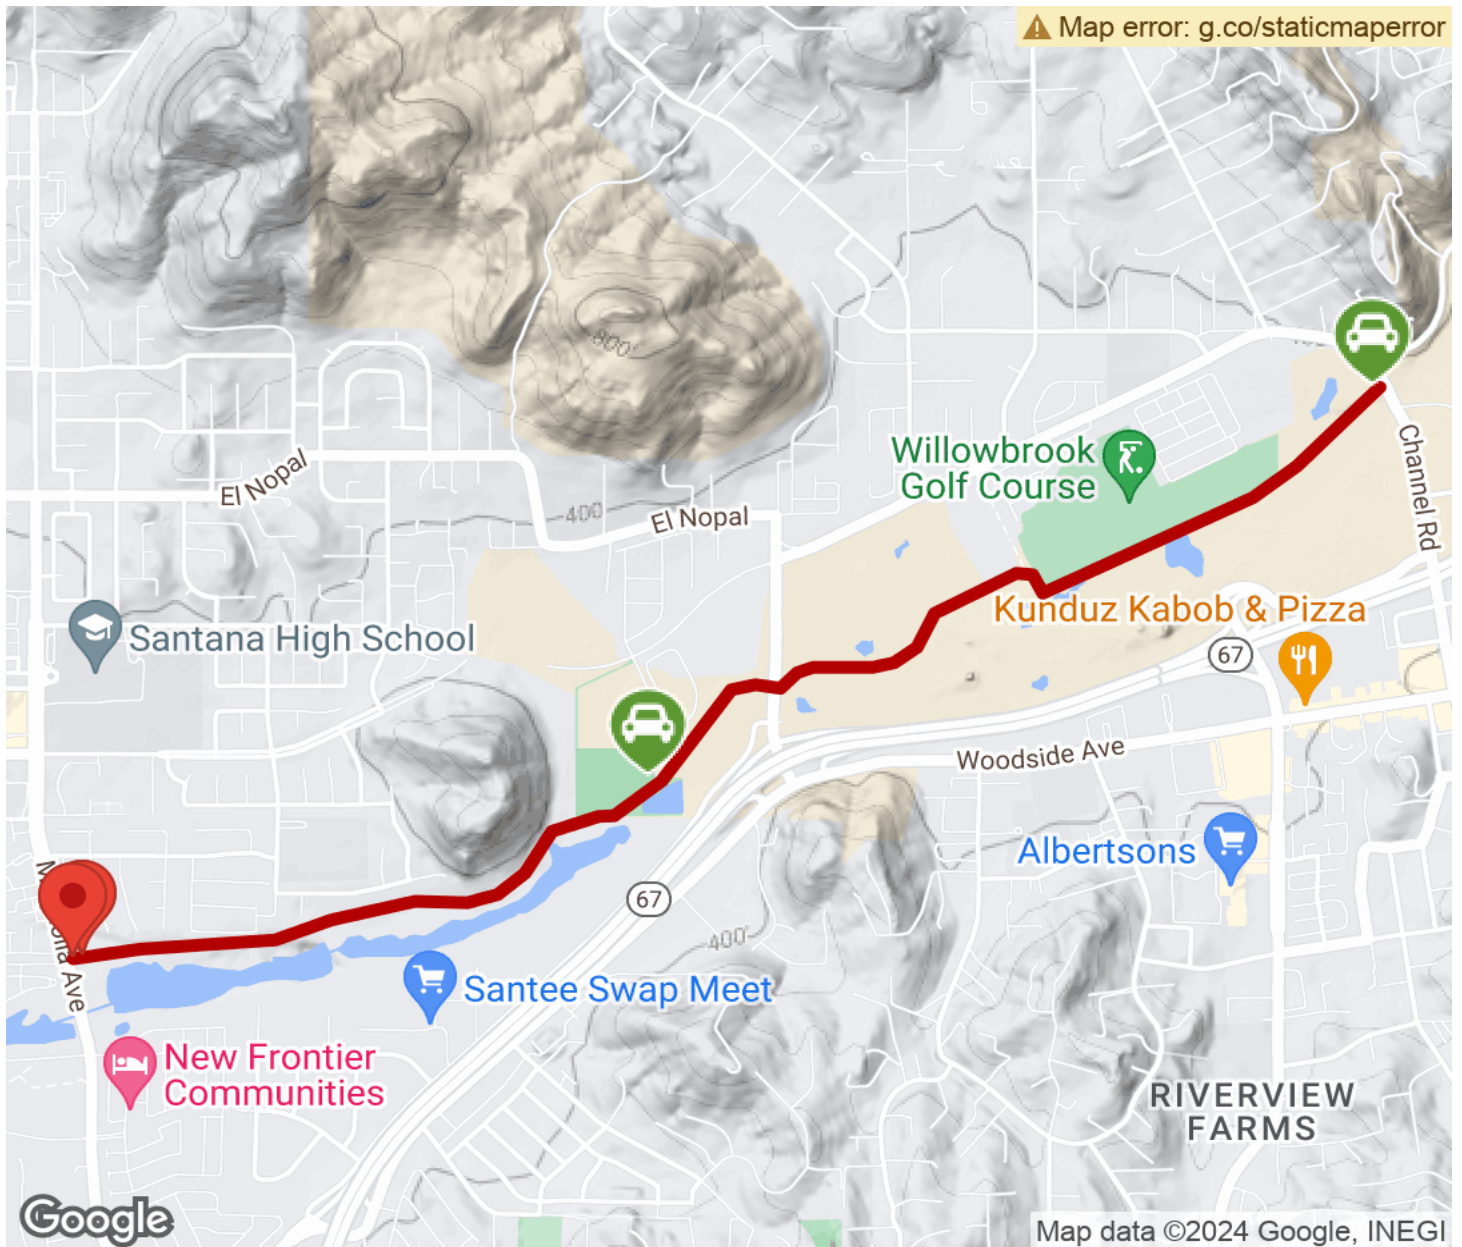 Map error: g.co/staticmaperror
800'
Willowbrook
Golf Course
Channel Rd
El Nopal
400
El Nopal
Kunduz Kabob & Pizza
Santana High School
67
Woodside Ave
Albertsons
67
400'
Ave
Santee Swap Meet
New Frontier
Communities
RIVERVIEW
FARMS
Google
Map data ©2024 Google, INEGI